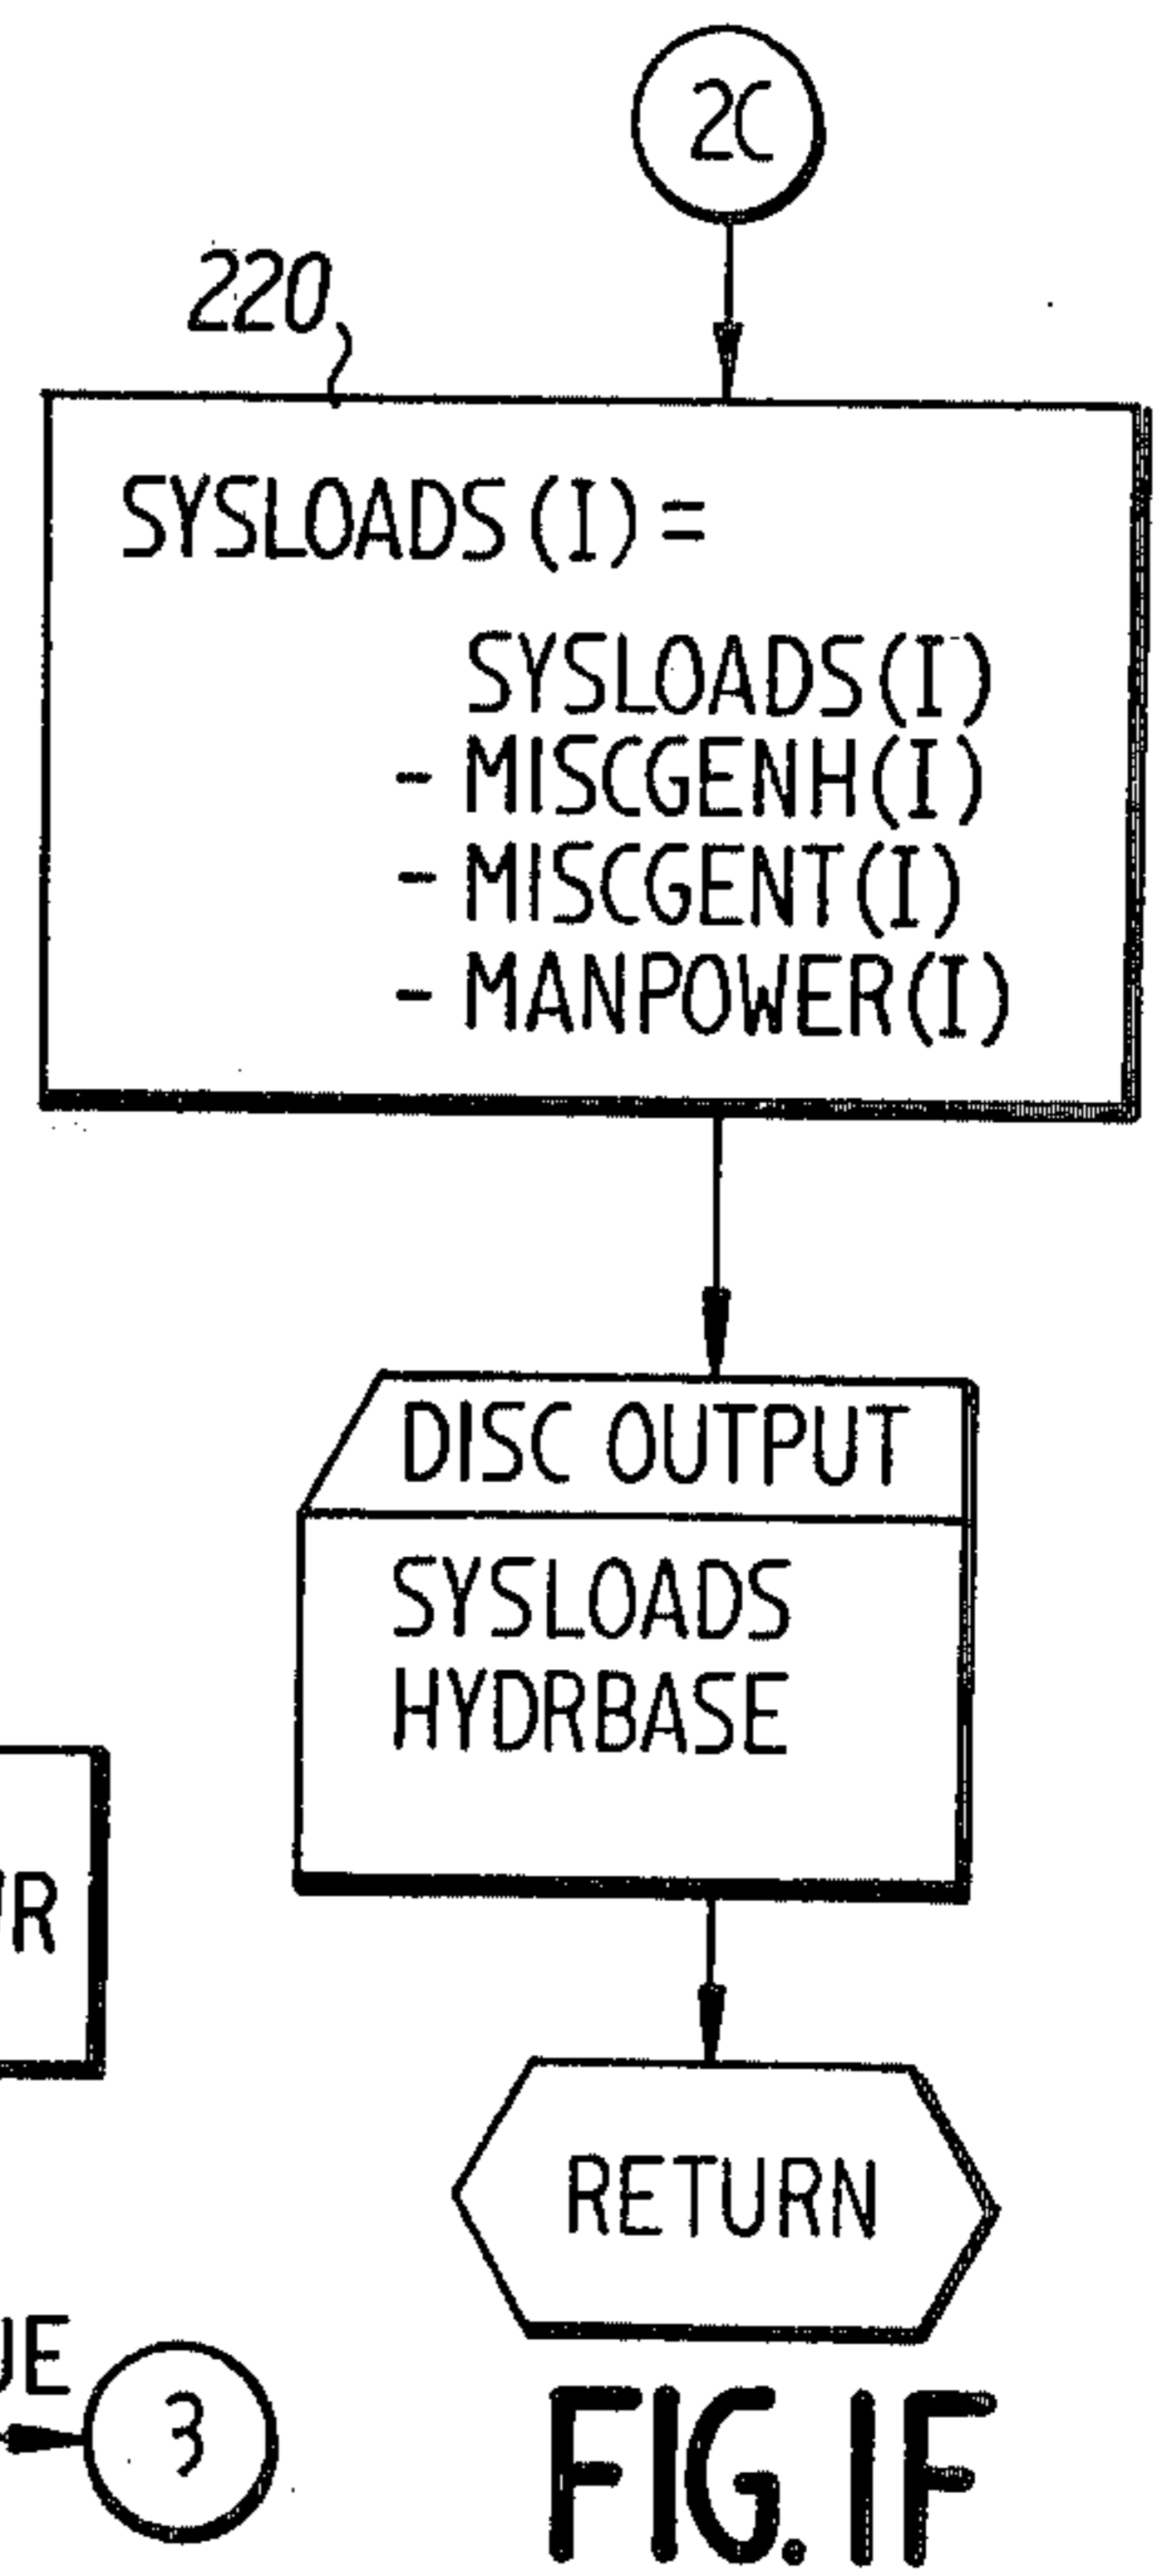 2C
220
SYSLOADS(I)=
SYSLOADS(I)
- MISCGENH(I)
- MISCGENT(I)
- MANPOWER(I)
DISC OUTPUT
SYSLOADS
HYDRBASE
RETURN
3
FIG. 1F